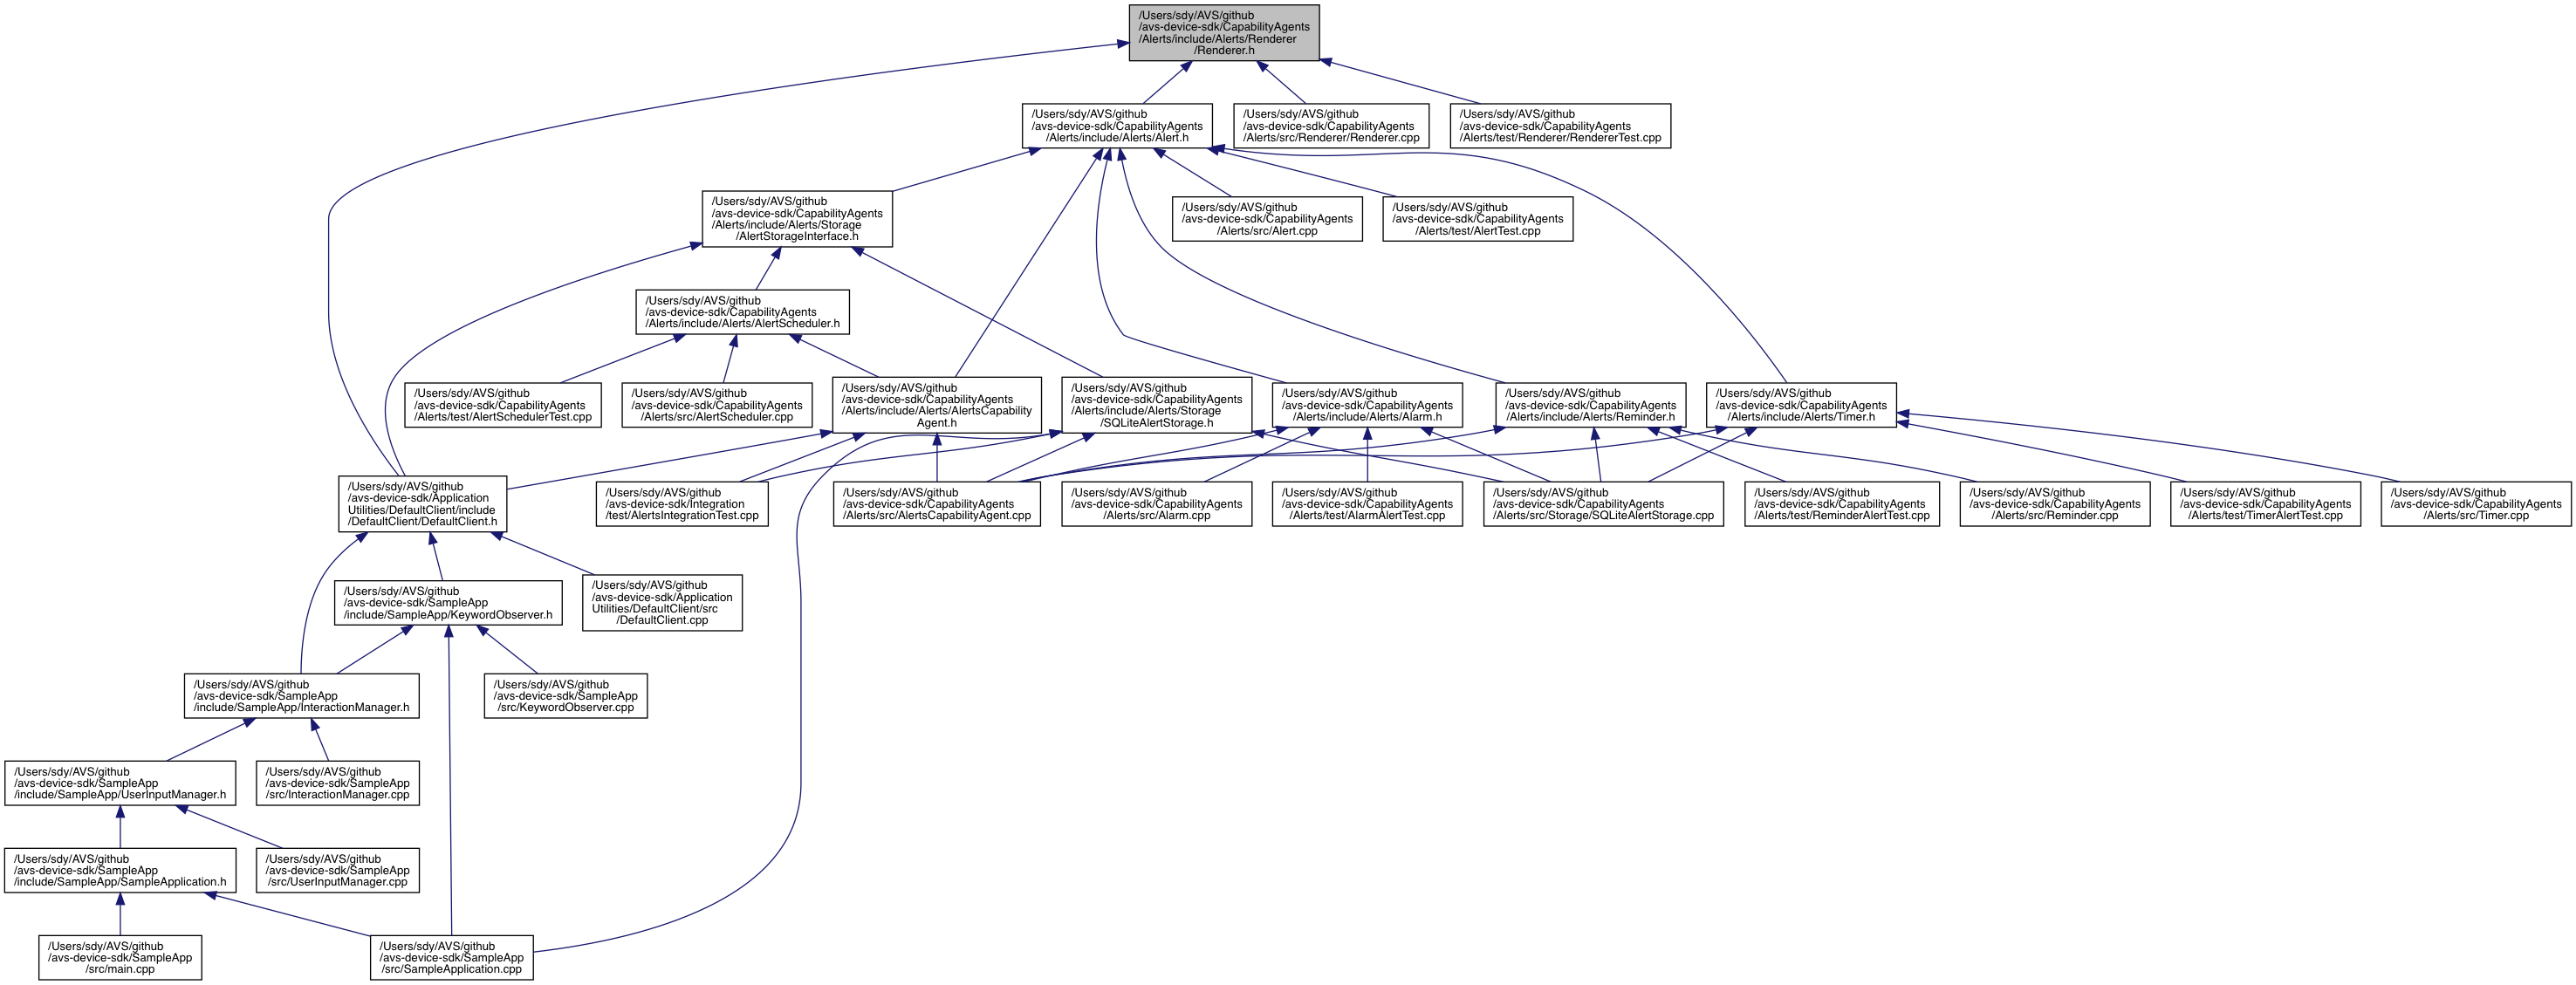 /Users/sdy/AVS/github
/avs-device-sdk/CapabilityAgents
/Alerts/include/Alerts/Renderer
/Renderer.h
/Users/sdy/AVS/github
/avs-device-sdk/CapabilityAgents
/Alerts/include/Alerts/Alert.h
/Users/sdy/AVS/github
/avs-device-sdk/CapabilityAgents
/Alerts/src/Renderer/Renderer.cpp
/Users/sdy/AVS/github
/avs-device-sdk/CapabilityAgents
/Alerts/test/Renderer/RendererTest.cpp
/Users/sdy/AVS/github
/avs-device-sdk/CapabilityAgents
/Alerts/include/Alerts/Storage
/AlertStorageInterface.h
/Users/sdy/AVS/github
/avs-device-sdk/CapabilityAgents
/Alerts/src/Alert.cpp
/Users/sdy/AVS/github
/avs-device-sdk/CapabilityAgents
/Alerts/test/AlertTest.cpp
/Users/sdy/AVS/github
/avs-device-sdk/CapabilityAgents
/Alerts/include/Alerts/AlertScheduler.h
/Users/sdy/AVS/github
/avs-device-sdk/CapabilityAgents
/Alerts/test/AlertSchedulerTest.cpp
/Users/sdy/AVS/github
/avs-device-sdk/CapabilityAgents
/Alerts/src/AlertScheduler.cpp
/Users/sdy/AVS/github
/avs-device-sdk/CapabilityAgents
/Alerts/include/Alerts/AlertsCapability
Agent.h
/Users/sdy/AVS/github
/avs-device-sdk/CapabilityAgents
/Alerts/include/Alerts/Storage
/SQLiteAlertStorage.h
/Users/sdy/AVS/github
/avs-device-sdk/CapabilityAgents
/Alerts/include/Alerts/Alarm.h
/Users/sdy/AVS/github
/avs-device-sdk/CapabilityAgents
/Alerts/include/Alerts/Reminder.h
/Users/sdy/AVS/github
/avs-device-sdk/CapabilityAgents
/Alerts/include/Alerts/Timer.h
/Users/sdy/AVS/github
/avs-device-sdk/Application
Utilities/DefaultClient/include
/DefaultClient/DefaultClient.h
/Users/sdy/AVS/github
/avs-device-sdk/Integration
/test/AlertsIntegrationTest.cpp
/Users/sdy/AVS/github
/avs-device-sdk/CapabilityAgents
/Alerts/src/AlertsCapabilityAgent.cpp
/Users/sdy/AVS/github
/avs-device-sdk/CapabilityAgents
/Alerts/src/Alarm.cpp
/Users/sdy/AVS/github
/avs-device-sdk/CapabilityAgents
/Alerts/test/AlarmAlertTest.cpp
/Users/sdy/AVS/github
/avs-device-sdk/CapabilityAgents
/Alerts/src/Storage/SQLiteAlertStorage.cpp
/Users/sdy/AVS/github
/avs-device-sdk/CapabilityAgents
/Alerts/test/ReminderAlertTest.cpp
/Users/sdy/AVS/github
/avs-device-sdk/CapabilityAgents
/Alerts/src/Reminder.cpp
/Users/sdy/AVS/github
/avs-device-sdk/CapabilityAgents
/Alerts/test/TimerAlertTest.cpp
/Users/sdy/AVS/github
/avs-device-sdk/CapabilityAgents
/Alerts/src/Timer.cpp
/Users/sdy/AVS/github
/avs-device-sdk/SampleApp
/include/SampleApp/KeywordObserver.h
/Users/sdy/AVS/github
/avs-device-sdk/Application
Utilities/DefaultClient/src
/DefaultClient.cpp
/Users/sdy/AVS/github
/avs-device-sdk/SampleApp
/include/SampleApp/InteractionManager.h
/Users/sdy/AVS/github
/avs-device-sdk/SampleApp
/src/KeywordObserver.cpp
/Users/sdy/AVS/github
/avs-device-sdk/SampleApp
/include/SampleApp/UserInputManager.h
/Users/sdy/AVS/github
/avs-device-sdk/SampleApp
/src/InteractionManager.cpp
/Users/sdy/AVS/github
/avs-device-sdk/SampleApp
/include/SampleApp/SampleApplication.h
/Users/sdy/AVS/github
/avs-device-sdk/SampleApp
/src/UserInputManager.cpp
/Users/sdy/AVS/github
/avs-device-sdk/SampleApp
/src/main.cpp
/Users/sdy/AVS/github
/avs-device-sdk/SampleApp
/src/SampleApplication.cpp